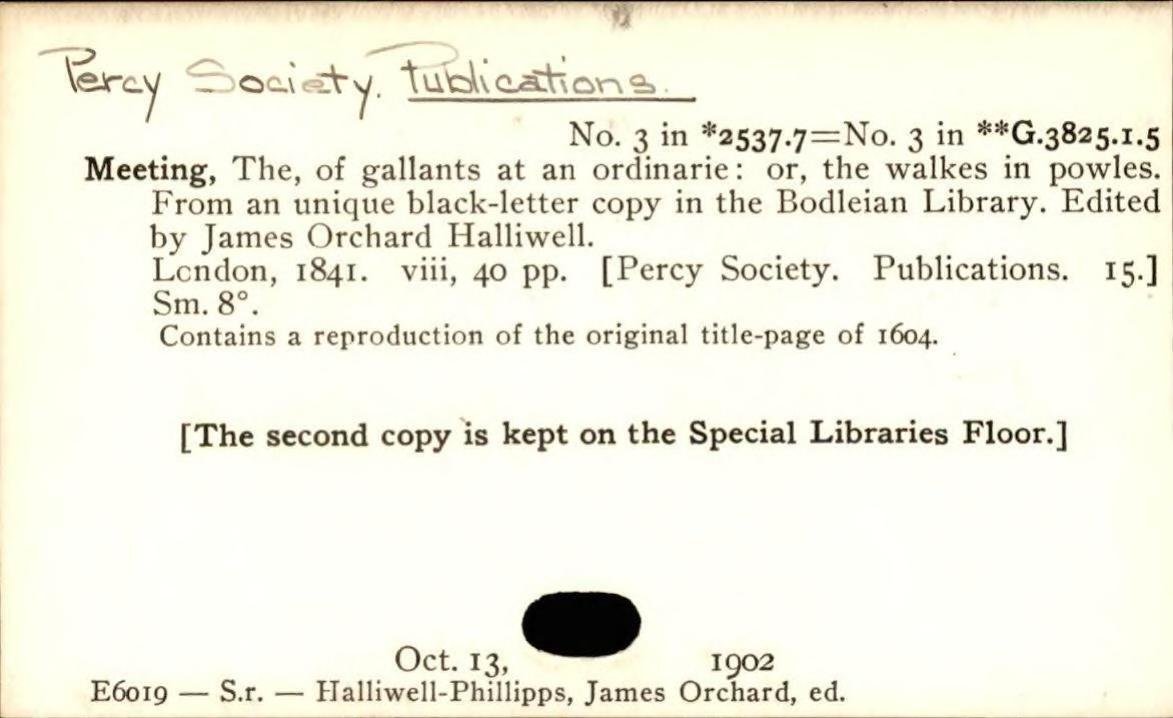 Percy Society. Publications.
No. 3 in *2537.7=No. 3 in **G.3825.1.5
Meeting, The, of gallants at an ordinarie: or, the walkes in powles.
From an unique black-letter copy in the Bodleian Library. Edited
by James Orchard Halliwell.
London, 1841. viii, 40 pp. [Percy Society. Publications. 15.]
Sm. 8°.
Contains a reproduction of the original title-page of 1604.
[The second copy is kept on the Special Libraries Floor.]
Oct. 13, 1902
E6019 — S.r. — Halliwell-Phillipps, James Orchard, ed.